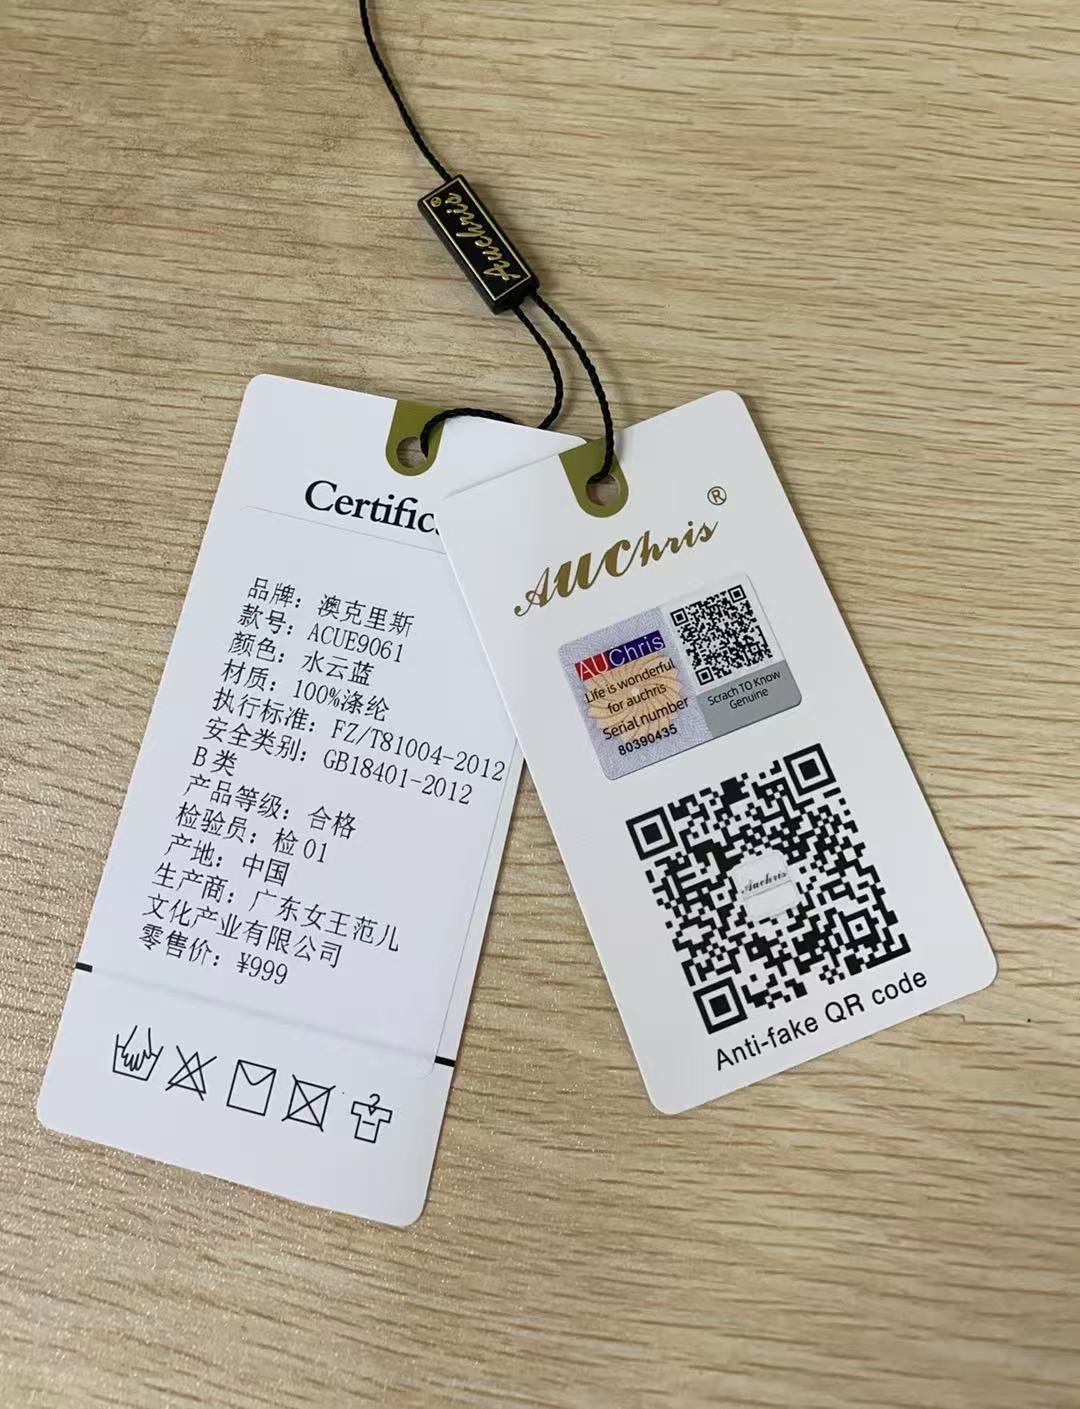 Auchris®
Certific
品牌：澳克里斯
款号：ACUE9061
颜色：水云蓝
材质：100%涤纶
执行标准：FZ/T81004-2012
安全类别：GB18401-2012
B 类
产品等级：合格
检验员：检 01
产地：中国
生产商：广东女王范儿
文化产业有限公司
零售价：¥999
AUChris®
AUChris
Life is wonderful
for auchris
Serial number
80390435
Scrach TO Know
Genuine
Auchris
Anti-fake QR code